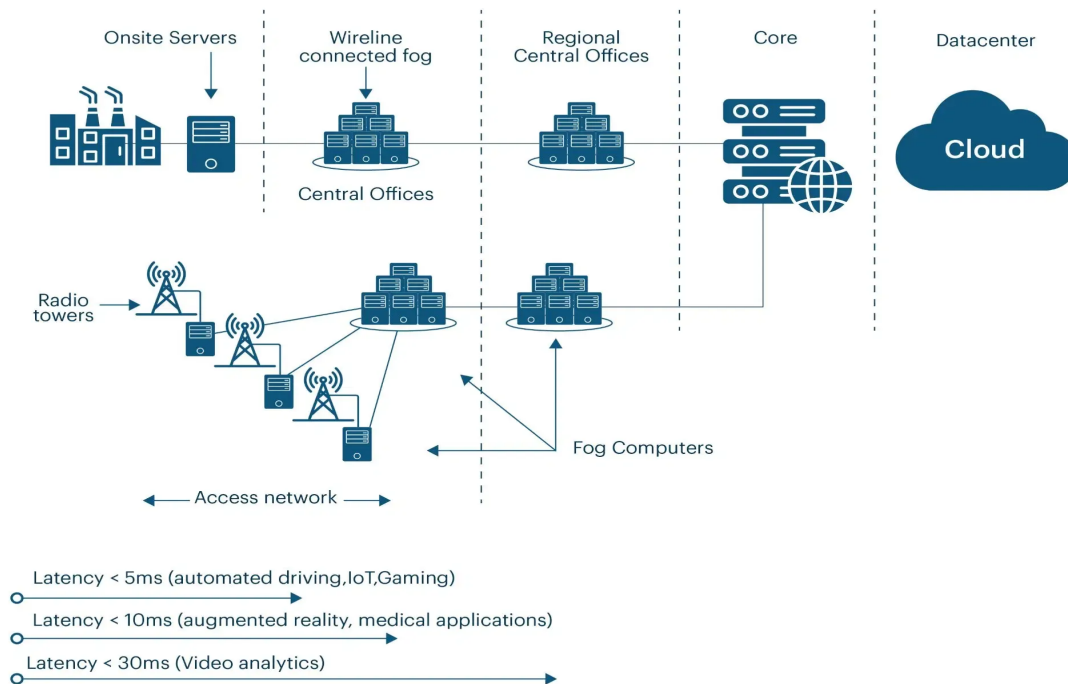 Onsite Servers
Wireline
connected fog
Regional
Central Offices
Core
Datacenter
Cloud
Central Offices
Radio
towers
Fog Computers
Access network
Latency < 5ms (automated driving,IoT,Gaming)
Latency < 10ms (augmented reality, medical applications)
Latency < 30ms (Video analytics)